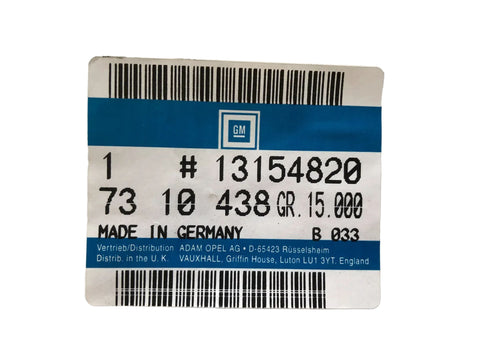 GM
1 # 13154820
73 10 438 GR. 15.000
MADE IN GERMANY B 033
Vertrieb/Distribution ADAM OPEL AG • D-65423 Rüsselsheim
Distrib. in the U. K. VAUXHALL, Griffin House, Luton LU1 3YT. England